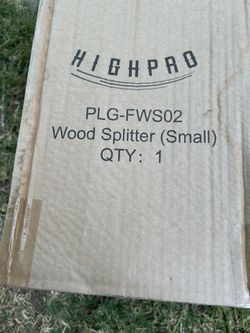 HIGHPRO
PLG-FWS02
Wood Splitter (Small)
QTY: 1